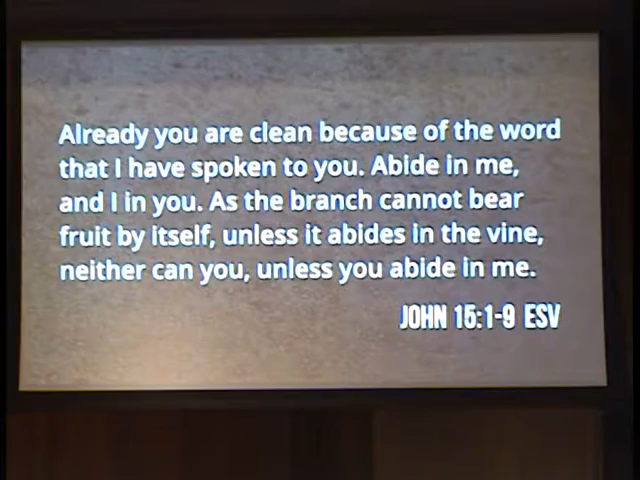 Already you are clean because of the word
that I have spoken to you. Abide in me,
and I in you. As the branch cannot bear
fruit by itself, unless it abides in the vine,
neither can you, unless you abide in me.
JOHN 15:1-9 ESV